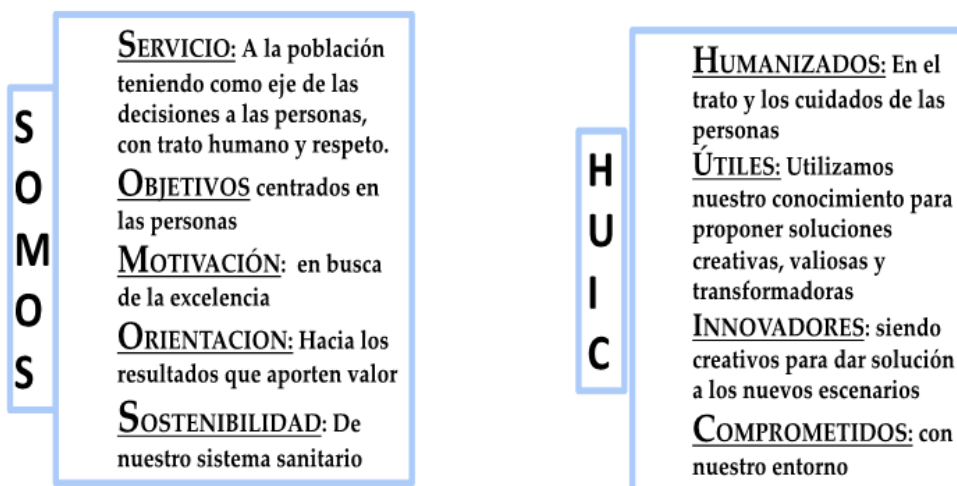 S
O
M
O
S
SERVICIO: A la población
teniendo como eje de las
decisiones a las personas,
con trato humano y respeto.
OBJETIVOS centrados en
las personas
MOTIVACIÓN: en busca
de la excelencia
ORIENTACION: Hacia los
resultados que aporten valor
SOSTENIBILIDAD: De
nuestro sistema sanitario
H
U
I
C
HUMANIZADOS: En el
trato y los cuidados de las
personas
ÚTILES: Utilizamos
nuestro conocimiento para
proponer soluciones
creativas, valiosas y
transformadoras
INNOVADORES: siendo
creativos para dar solución
a los nuevos escenarios
COMPROMETIDOS: con
nuestro entorno